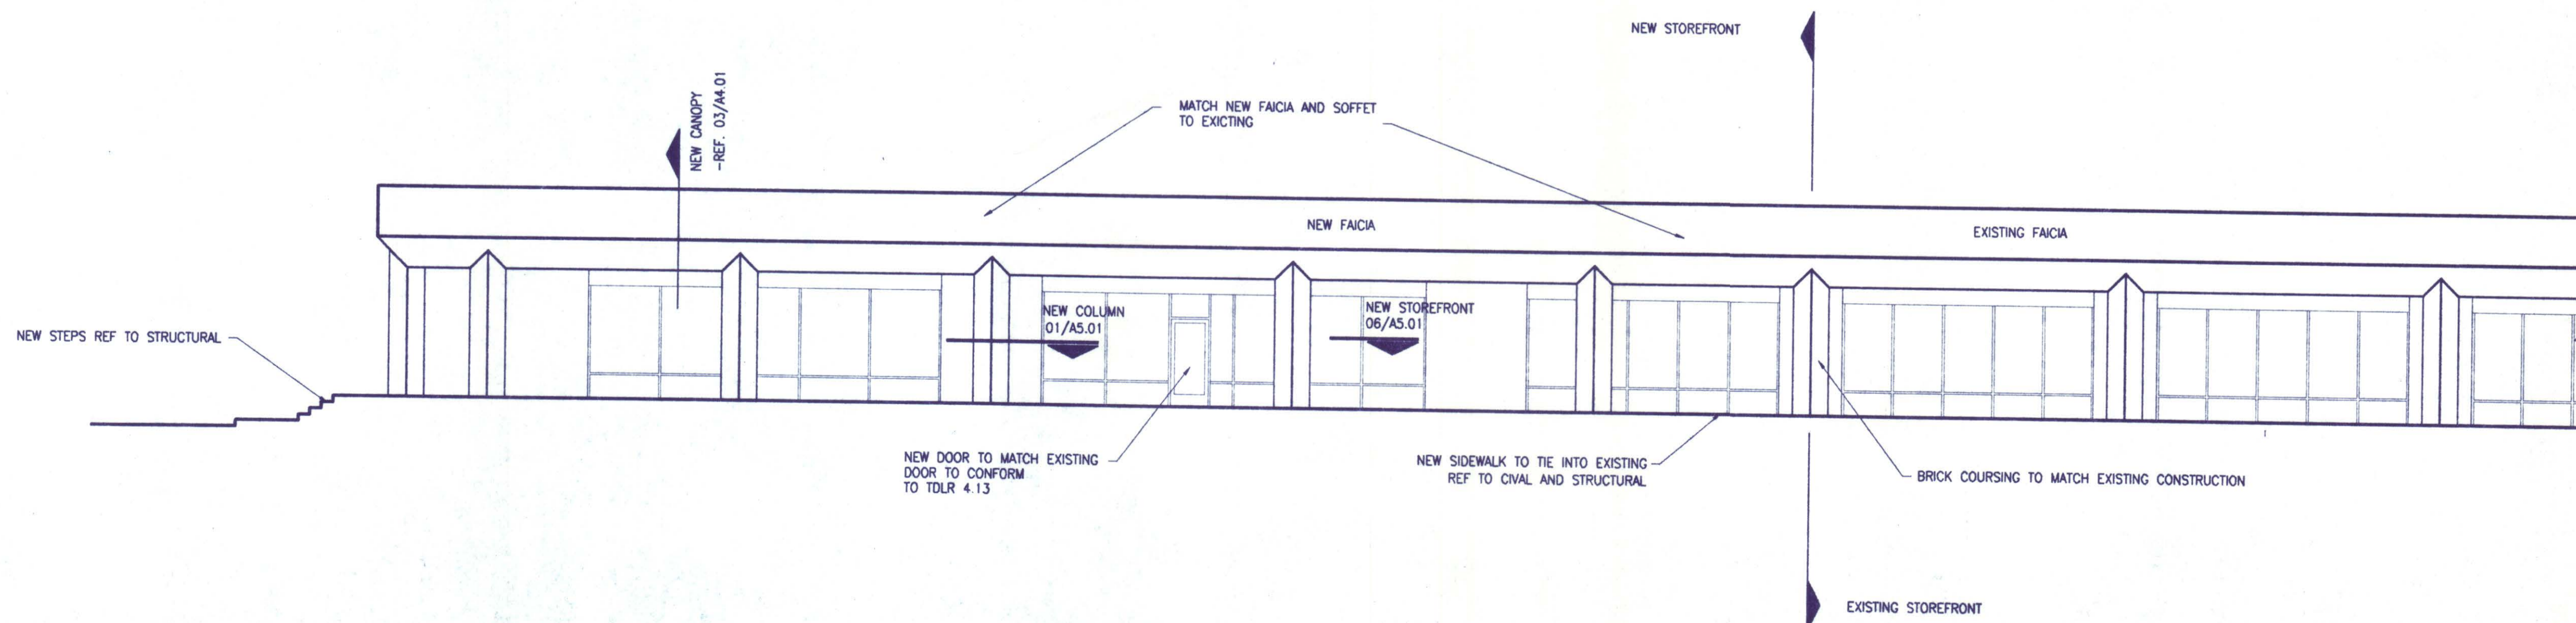 NEW STOREFRONT
NEW CANOPY
-REF. 03/A4.01
MATCH NEW FAICIA AND SOFFET
TO EXICTING
NEW FAICIA
EXISTING FAICIA
NEW COLUMN
01/A5.01
NEW STOREFRONT
06/A5.01
NEW STEPS REF TO STRUCTURAL
NEW DOOR TO MATCH EXISTING
DOOR TO CONFORM
TO TDLR 4.13
NEW SIDEWALK TO TIE INTO EXISTING
REF TO CIVAL AND STRUCTURAL
BRICK COURSING TO MATCH EXISTING CONSTRUCTION
EXISTING STOREFRONT